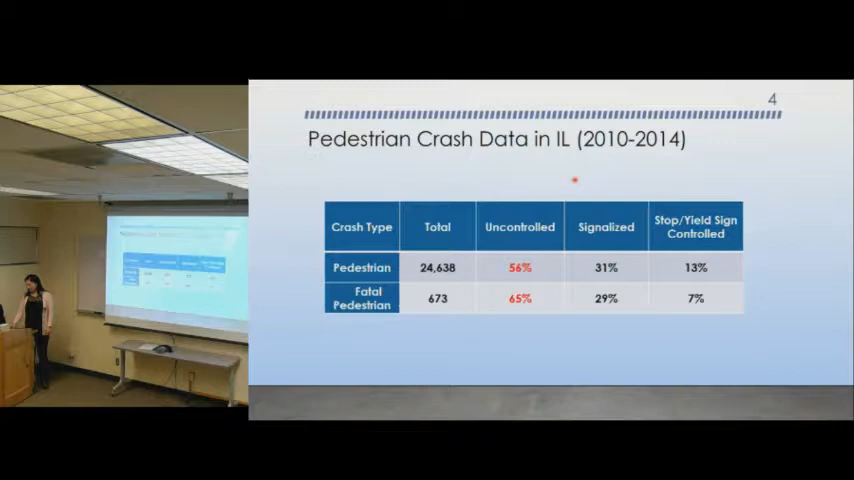 4
Pedestrian Crash Data in IL (2010-2014)
Crash Type Total Uncontrolled Signalized Stop/Yield Sign Controlled
Pedestrian 24,638 56% 31% 13%
Fatal Pedestrian 673 65% 29% 7%